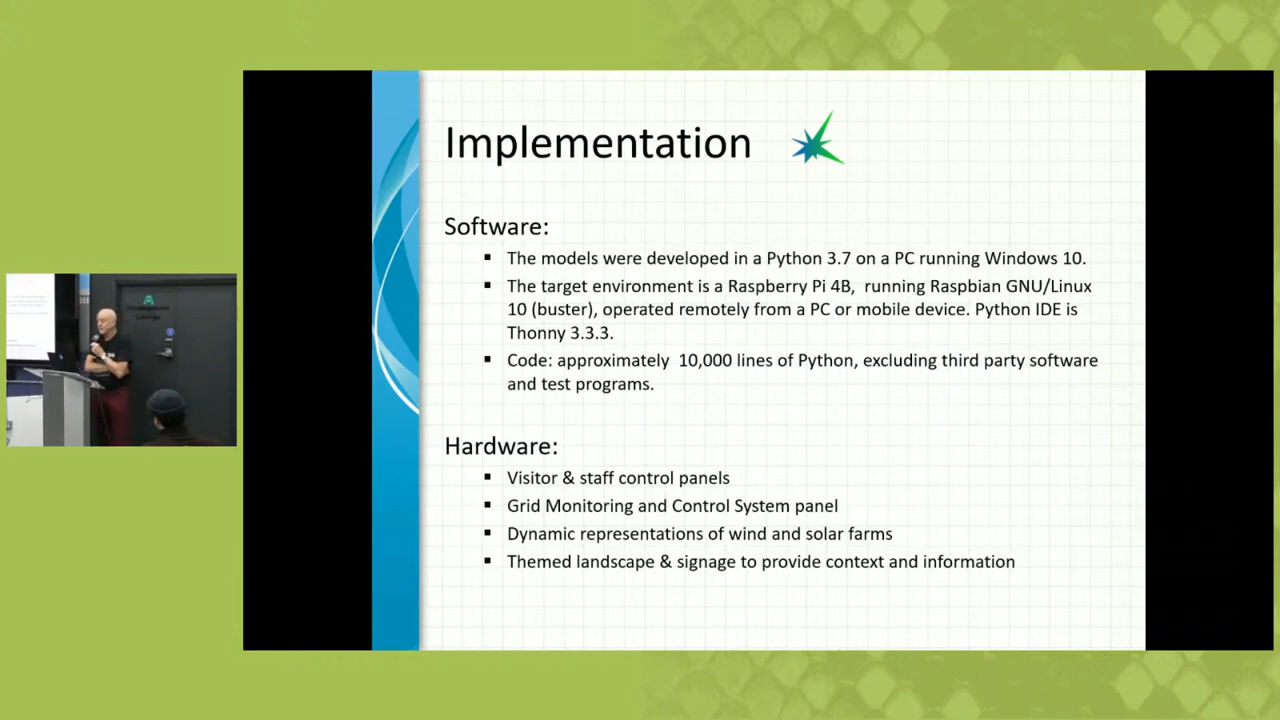 Implementation
Software:
▪ The models were developed in a Python 3.7 on a PC running Windows 10.
▪ The target environment is a Raspberry Pi 4B, running Raspbian GNU/Linux
10 (buster), operated remotely from a PC or mobile device. Python IDE is
Thonny 3.3.3.
▪ Code: approximately 10,000 lines of Python, excluding third party software
and test programs.
Hardware:
▪ Visitor & staff control panels
▪ Grid Monitoring and Control System panel
▪ Dynamic representations of wind and solar farms
▪ Themed landscape & signage to provide context and information